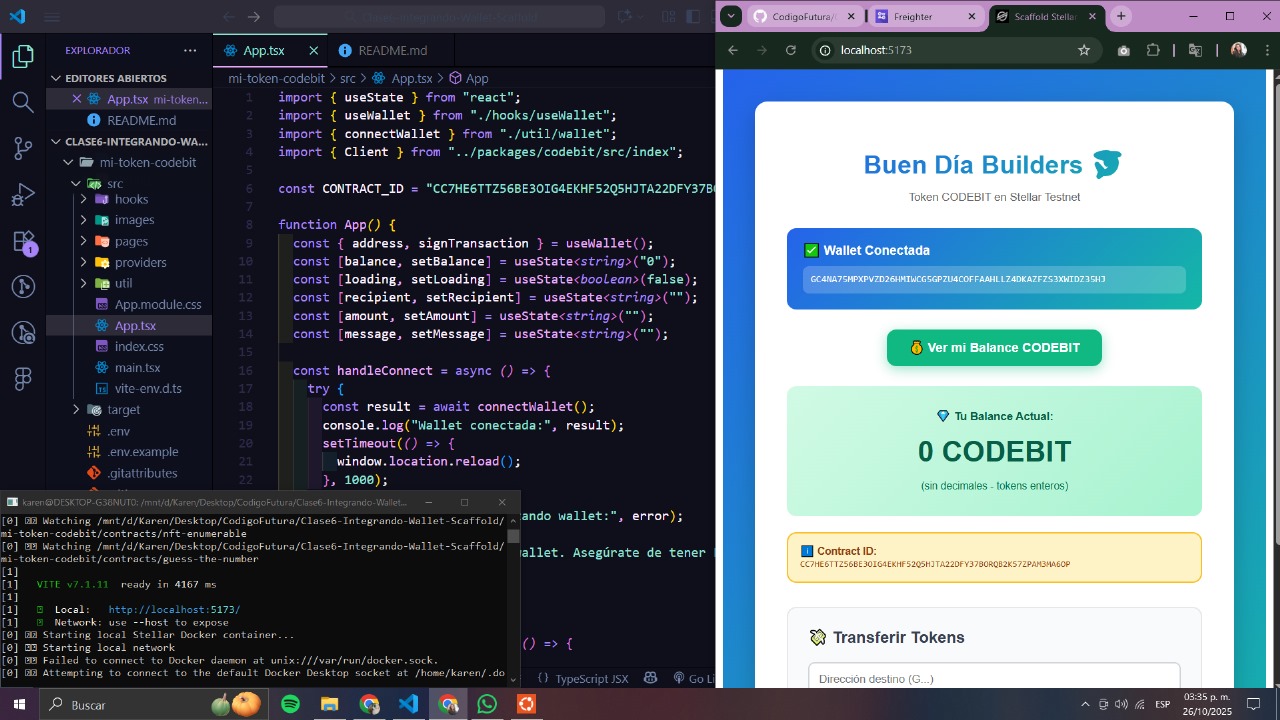 App.tsx
README.md
CodigoFutura/
Freighter
Scaffold Stellar
localhost:5173
EXPLORADOR
EDITORES ABIERTOS
App.tsx mi-token...
README.md
CLASE6-INTEGRANDO-WA...
mi-token-codebit
src
hooks
images
pages
providers
util
App.module.css
App.tsx
index.css
main.tsx
vite-env.d.ts
target
.env
.env.example
.gitattributes
1
mi-token-codebit > src > App.tsx > App
1 import { useState } from "react";
2 import { useWallet } from "./hooks/useWallet";
3 import { connectWallet } from "./util/wallet";
4 import { Client } from "../packages/codebit/src/index";
5
6 const CONTRACT_ID = "CC7HE6TTZ56BE3OIG4EKHF52Q5HJTA22DFY37BO
7
8 function App() {
9 const { address, signTransaction } = useWallet();
10 const [balance, setBalance] = useState<string>("0");
11 const [loading, setLoading] = useState<boolean>(false);
12 const [recipient, setRecipient] = useState<string>("");
13 const [amount, setAmount] = useState<string>("");
14 const [message, setMessage] = useState<string>("");
15
16 const handleConnect = async () => {
17 try {
18 const result = await connectWallet();
19 console.log("Wallet conectada:", result);
20 setTimeout(() => {
21 window.location.reload();
22 }, 1000);
ando wallet:", error);
allet. Asegúrate de tener
() => {
{} TypeScript JSX
Go Li
karen@DESKTOP-G36NUT0: /mnt/d/Karen/Desktop/CodigoFutura/Clase6-Integrando-Wallet...
[0] Watching /mnt/d/Karen/Desktop/CodigoFutura/Clase6-Integrando-Wallet-Scaffold/
mi-token-codebit/contracts/nft-enumerable
[0] Watching /mnt/d/Karen/Desktop/CodigoFutura/Clase6-Integrando-Wallet-Scaffold/
mi-token-codebit/contracts/guess-the-number
[1]
[1] VITE v7.1.11 ready in 4167 ms
[1]
[1] Local: http://localhost:5173/
[1] Network: use --host to expose
[0] Starting local Stellar Docker container...
[0] Starting local network
[0] Failed to connect to Docker daemon at unix:///var/run/docker.sock.
[0] Attempting to connect to the default Docker Desktop socket at /home/karen/.do
Buen Día Builders
Token CODEBIT en Stellar Testnet
Wallet Conectada
GC4NA75MPXPVZD26HMIWCG5GPZU4COFFAAHLLZ4DKAZFZS3XWIDZ35HJ
Ver mi Balance CODEBIT
Tu Balance Actual:
0 CODEBIT
(sin decimales - tokens enteros)
Contract ID:
CC7HE6TTZ56BE3OIG4EKHF52Q5HJTA22DFY37BORQB2K57ZPAM3MA6OP
Transferir Tokens
Dirección destino (G...)
Buscar
ESP
03:35 p. m.
26/10/2025